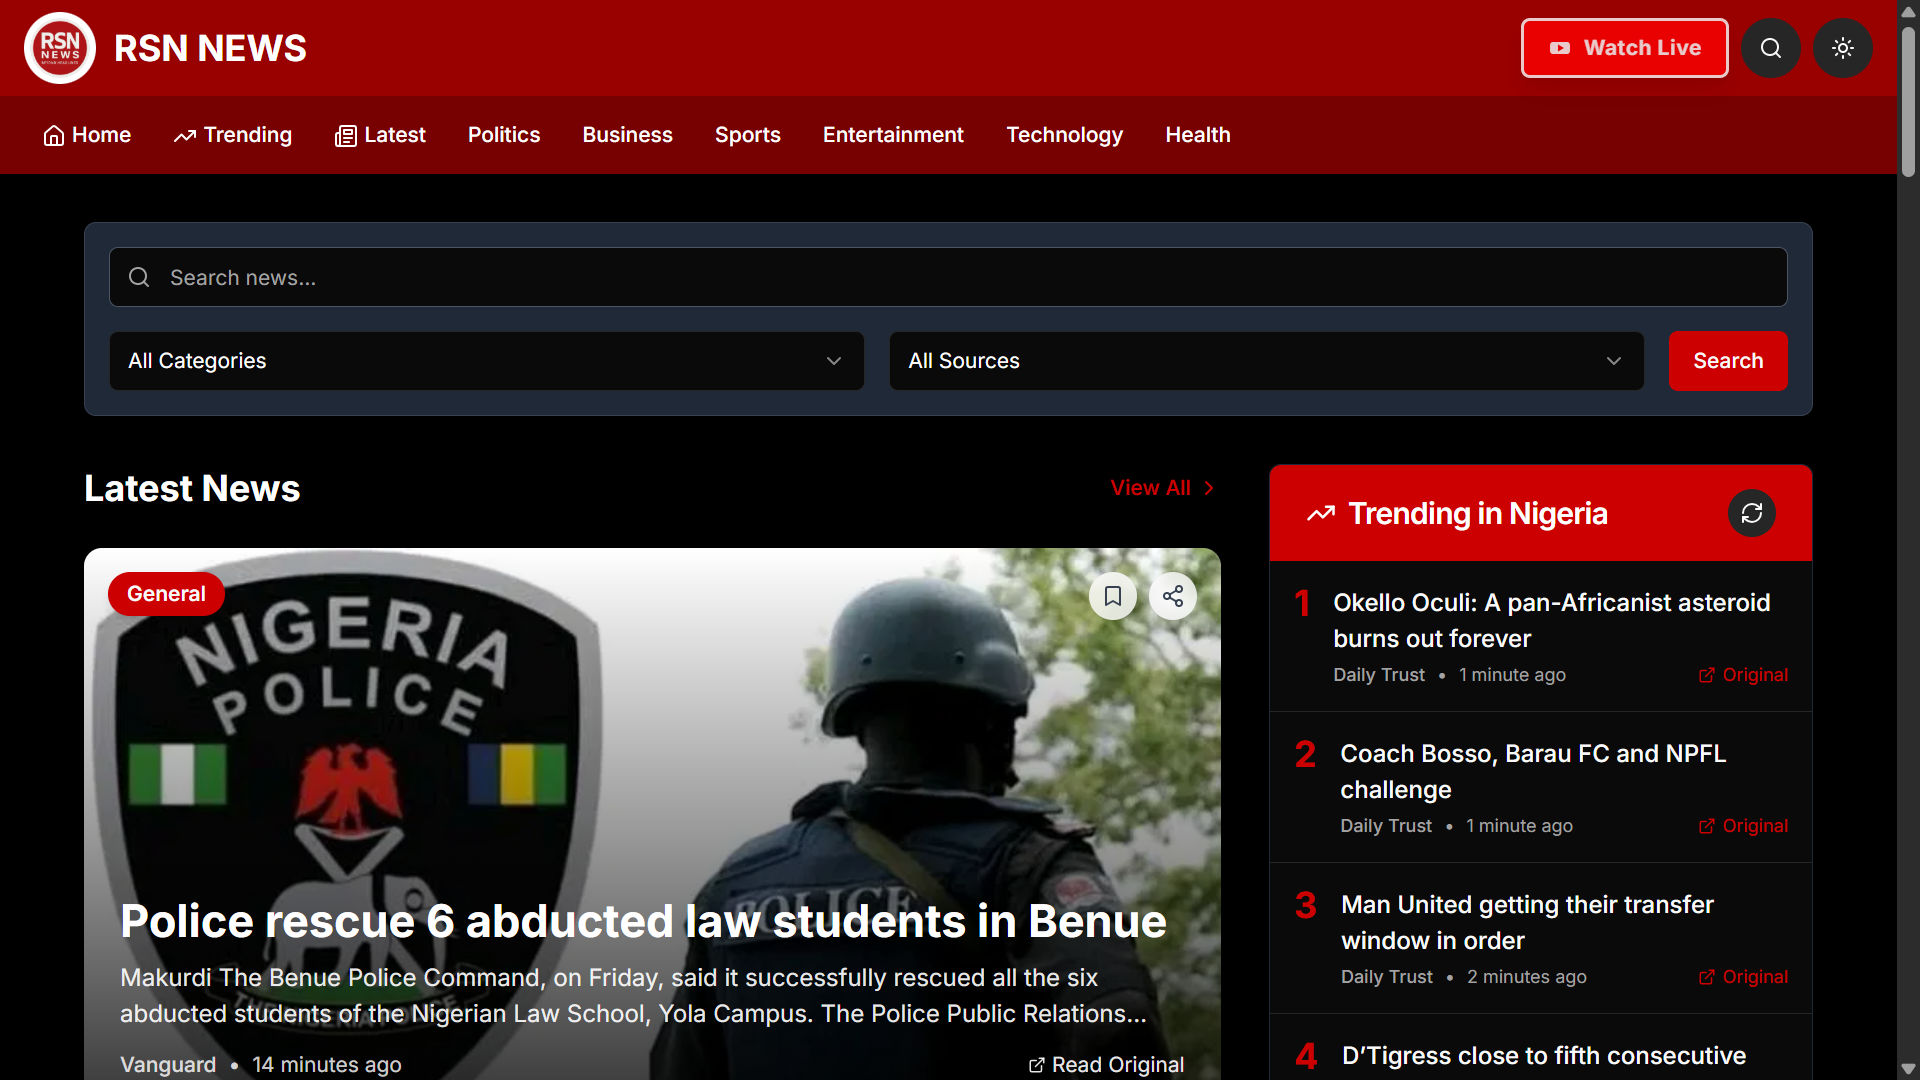 RSN
NEWS
RSN NEWS
Watch Live
Home
Trending
Latest
Politics
Business
Sports
Entertainment
Technology
Health
Search news...
All Categories
All Sources
Search
Latest News
View All
General
NIGERIA
POLICE
POLICE
Police rescue 6 abducted law students in Benue
Makurdi The Benue Police Command, on Friday, said it successfully rescued all the six
abducted students of the Nigerian Law School, Yola Campus. The Police Public Relations...
Vanguard • 14 minutes ago
Read Original
Trending in Nigeria
1 Okello Oculi: A pan-Africanist asteroid
burns out forever
Daily Trust • 1 minute ago
Original
2 Coach Bosso, Barau FC and NPFL
challenge
Daily Trust • 1 minute ago
Original
3 Man United getting their transfer
window in order
Daily Trust • 2 minutes ago
Original
4 D’Tigress close to fifth consecutive